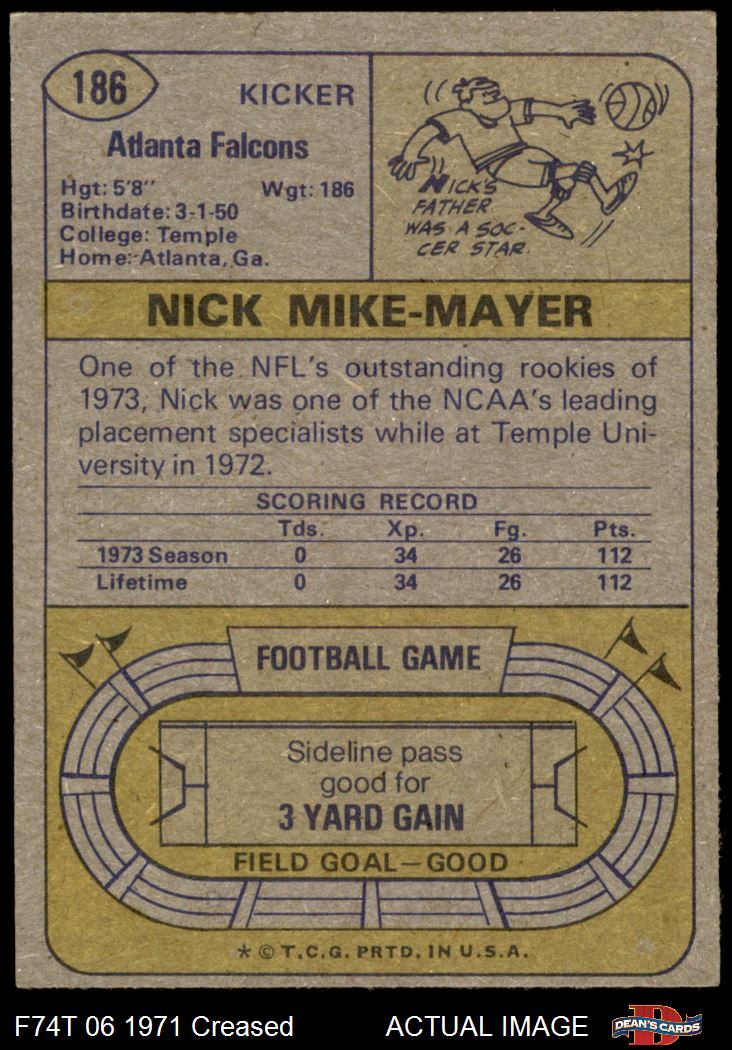 186
KICKER
Atlanta Falcons
Hgt: 5'8" Wgt: 186
Birthdate: 3-1-50
College: Temple
Home: Atlanta, Ga.
NICK'S
FATHER
WAS A SOC-
CER STAR.
NICK MIKE-MAYER
One of the NFL's outstanding rookies of
1973, Nick was one of the NCAA's leading
placement specialists while at Temple Uni-
versity in 1972.
SCORING RECORD
Tds. Xp. Fg. Pts.
1973 Season 0 34 26 112
Lifetime 0 34 26 112
FOOTBALL GAME
Sideline pass
good for
3 YARD GAIN
FIELD GOAL—GOOD
* © T.C.G. PRTD. IN U.S.A.
F74T 06 1971 Creased ACTUAL IMAGE
D
DEAN'S CARDS